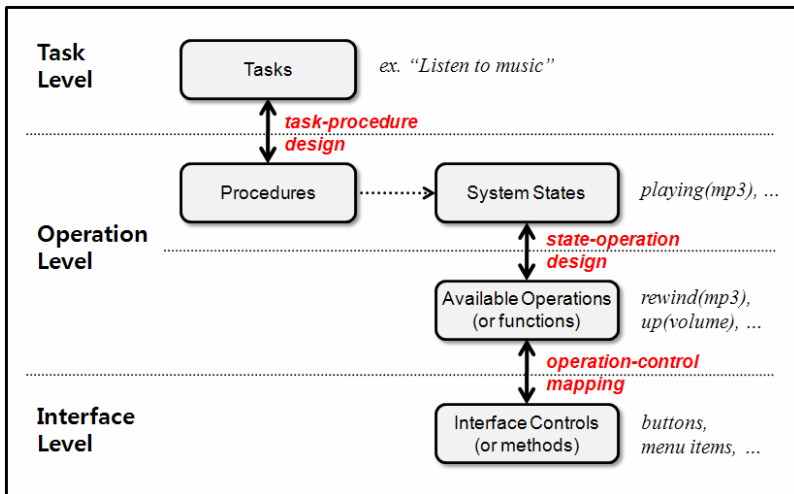 Task
Level
Tasks
ex. “Listen to music”
task-procedure
design
Operation
Level
Procedures
System States
playing(mp3), ...
state-operation
design
Available Operations
(or functions)
rewind(mp3),
up(volume), ...
operation-control
mapping
Interface
Level
Interface Controls
(or methods)
buttons,
menu items, ...